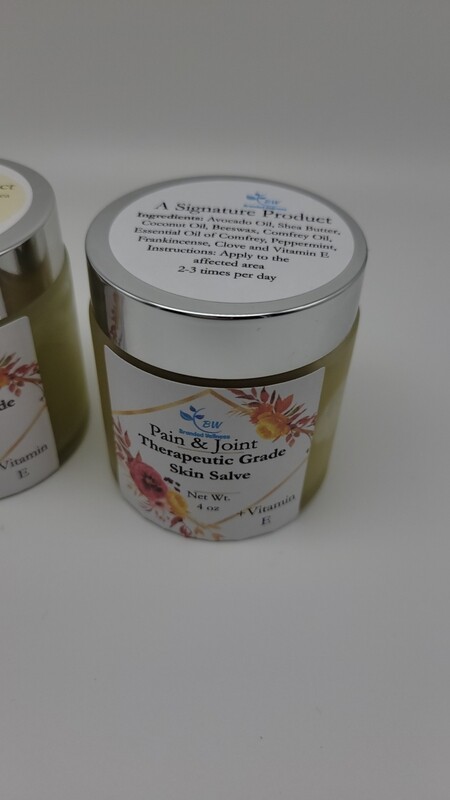 BW
A Signature Product
Ingredients: Avocado Oil, Shea Butter,
Coconut Oil, Beeswax, Comfrey Oil,
Essential Oil of Comfrey, Peppermint,
Frankincense, Clove and Vitamin E
Instructions: Apply to the
affected area
2-3 times per day
BW
Branded Wellness
Pain & Joint
Therapeutic Grade
Skin Salve
Net Wt.
4 oz
+Vitamin
E
Vitamin
E